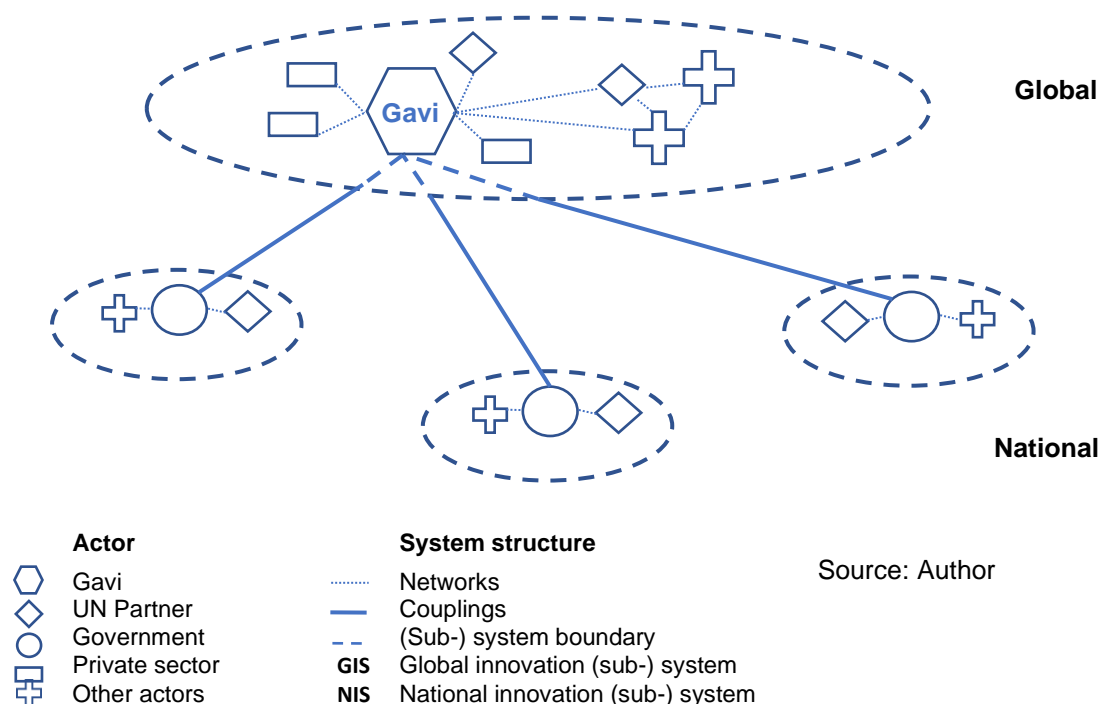 Global
Gavi
National
Actor
Gavi
UN Partner
Government
Private sector
Other actors
System structure
Networks
Couplings
(Sub-) system boundary
GIS Global innovation (sub-) system
NIS National innovation (sub-) system
Source: Author